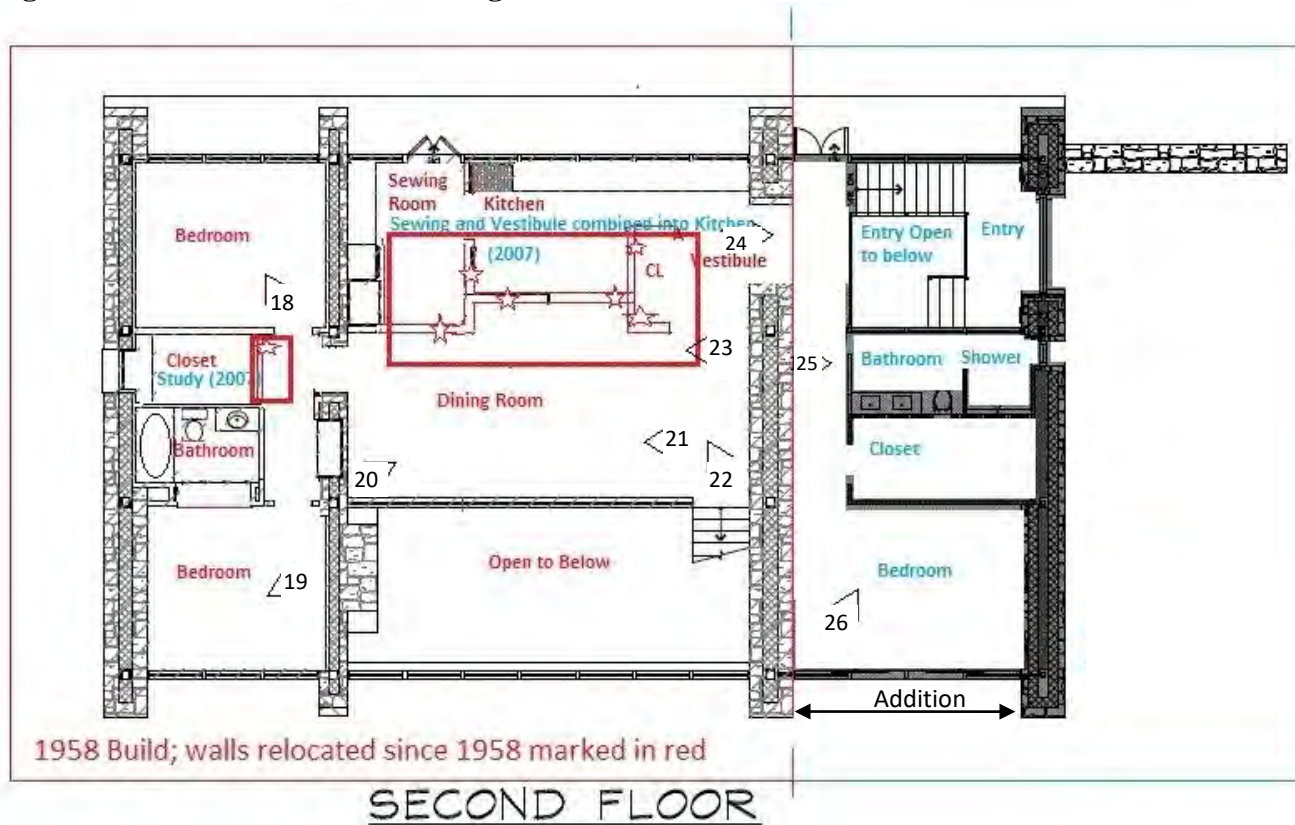 Sewing
Room
Kitchen
Sewing and Vestibule combined into Kitchen
(2007)
24
Vestibule
CL
Bedroom
18
Entry Open
to below
Entry
23
Closet
Study (2007)
25
Bathroom
Shower
Dining Room
21
22
20
Bathroom
Closet
Bedroom
19
Open to Below
Bedroom
26
Addition
1958 Build; walls relocated since 1958 marked in red
SECOND FLOOR